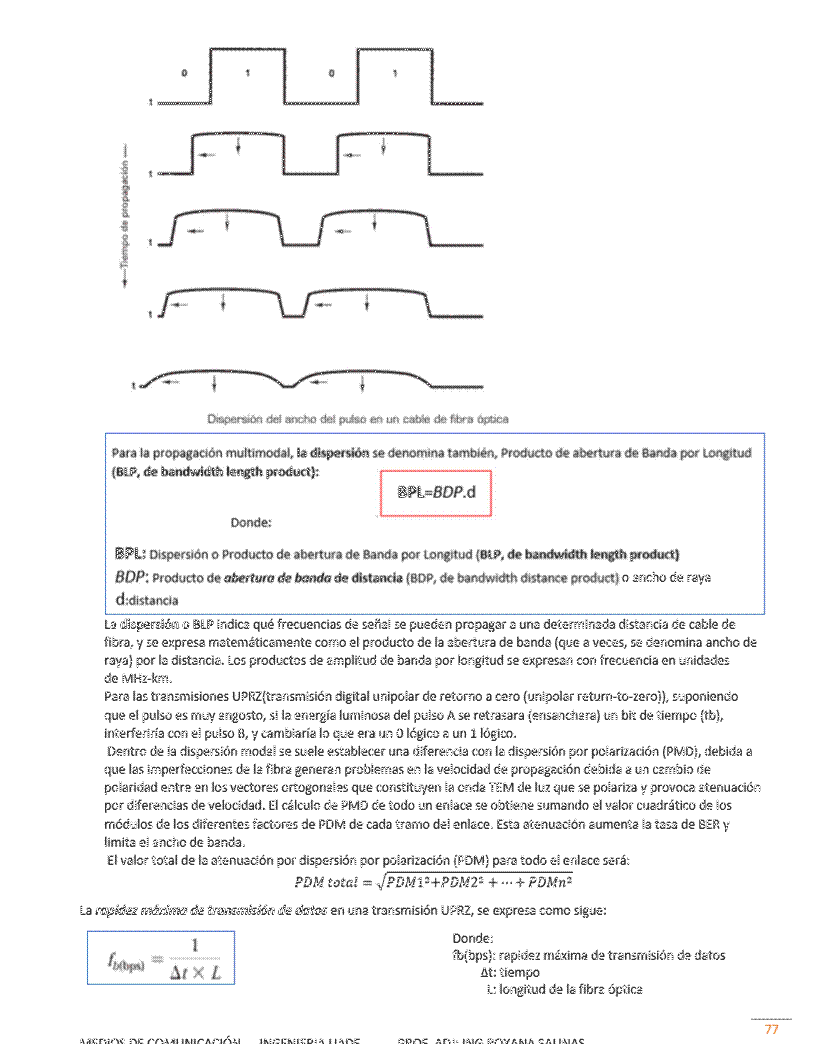 0 1 0 1
t
t
Tiempo de propagación
t
t
t
Dispersión del ancho del pulso en un cable de fibra óptica
Para la propagación multimodal, la dispersión se denomina también, Producto de abertura de Banda por Longitud
(BLP, de bandwidth length product):
BPL=BDP.d
Donde:
BPL: Dispersión o Producto de abertura de Banda por Longitud (BLP, de bandwidth length product)
BDP: Producto de abertura de banda de distancia (BDP, de bandwidth distance product) o ancho de raya
d:distancia
La dispersión o BLP indica qué frecuencias de señal se pueden propagar a una determinada distancia de cable de
fibra, y se expresa matemáticamente como el producto de la abertura de banda (que a veces, se denomina ancho de
raya) por la distancia. Los productos de amplitud de banda por longitud se expresan con frecuencia en unidades
de MHz-km.
Para las transmisiones UPRZ(transmisión digital unipolar de retorno a cero (unipolar return-to-zero)), suponiendo
que el pulso es muy angosto, si la energía luminosa del pulso A se retrasara (ensanchara) un bit de tiempo (tb),
interferiría con el pulso B, y cambiaría lo que era un 0 lógico a un 1 lógico.
Dentro de la dispersión modal se suele establecer una diferencia con la dispersión por polarización (PMD), debida a
que las imperfecciones de la fibra generan problemas en la velocidad de propagación debida a un cambio de
polaridad entre en los vectores ortogonales que constituyen la onda TEM de luz que se polariza y provoca atenuación
por diferencias de velocidad. El cálculo de PMD de todo un enlace se obtiene sumando el valor cuadrático de los
módulos de los diferentes factores de PDM de cada tramo del enlace. Esta atenuación aumenta la tasa de BER y
limita el ancho de banda.
El valor total de la atenuación por dispersión por polarización (PDM) para todo el enlace será:
PDM total = √PDM1²+PDM2² + ⋯ + PDMn²
La rapidez máxima de transmisión de datos en una transmisión UPRZ, se expresa como sigue:
fb(bps) = 1 / Δt × L
Donde:
fb(bps): rapidez máxima de transmisión de datos
Δt: tiempo
L: longitud de la fibra óptica
77
MEDIOS DE COMUNICACIÓN INGENIERIA UADE PROF. ADJ: ING ROXANA SALINAS